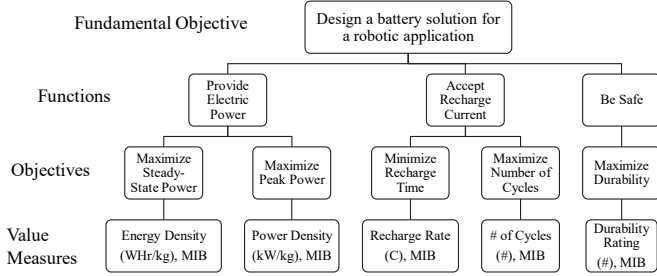 Fundamental Objective
Design a battery solution for
a robotic application
Functions
Provide
Electric
Power
Accept
Recharge
Current
Be Safe
Objectives
Maximize
Steady-
State Power
Maximize
Peak Power
Minimize
Recharge
Time
Maximize
Number of
Cycles
Maximize
Durability
Value
Measures
Energy Density
(WHr/kg), MIB
Power Density
(kW/kg), MIB
Recharge Rate
(C), MIB
# of Cycles
(#), MIB
Durability
Rating
(#), MIB